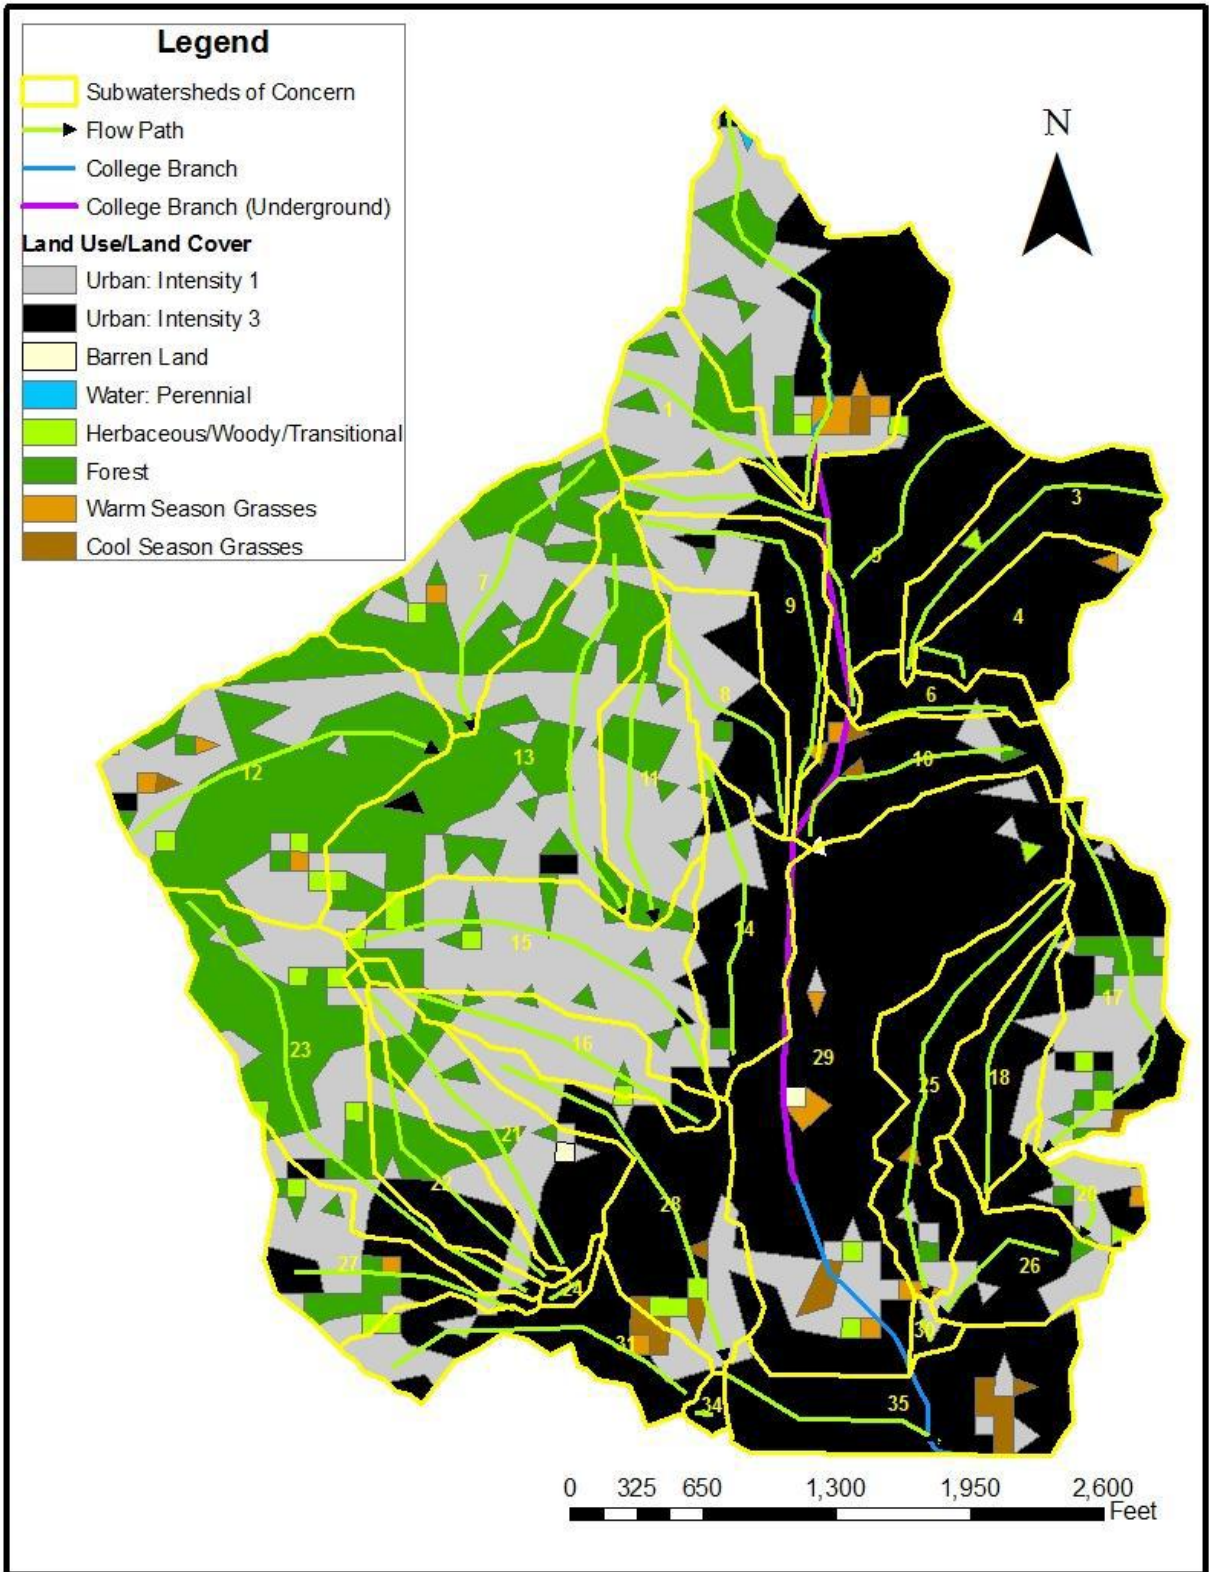 Legend
Subwatersheds of Concern
Flow Path
College Branch
College Branch (Underground)
Land Use/Land Cover
Urban: Intensity 1
Urban: Intensity 3
Barren Land
Water: Perennial
Herbaceous/Woody/Transitional
Forest
Warm Season Grasses
Cool Season Grasses
N
1
3
5
7
9
4
8
6
13
10
12
11
14
15
17
16
23
29
25
18
21
22
20
28
27
26
24
30
31
34
35
0 325 650 1,300 1,950 2,600
Feet